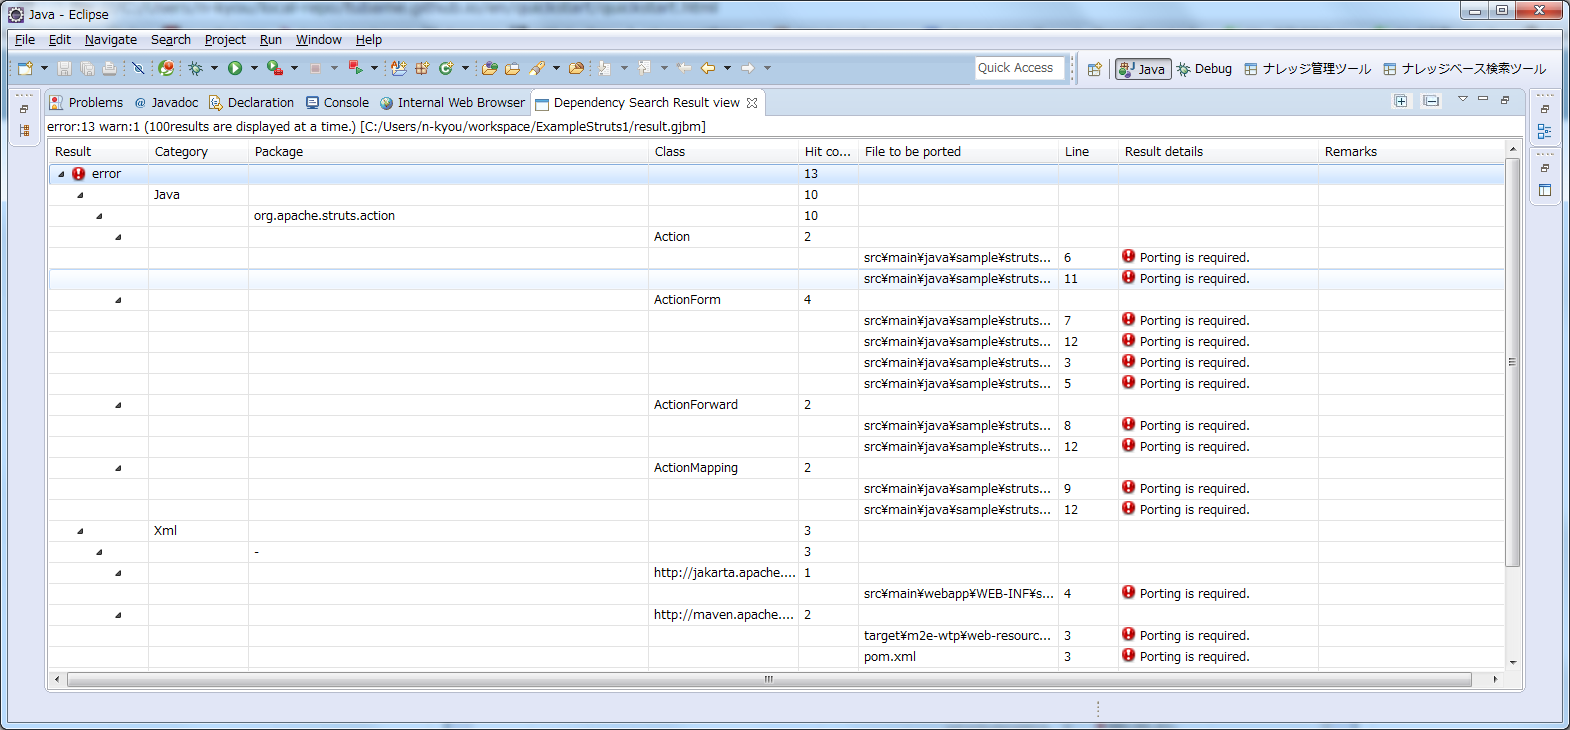 Java - Eclipse
File Edit Navigate Search Project Run Window Help
Quick Access Java Debug ナレッジ管理ツール ナレッジベース検索ツール
Problems @ Javadoc Declaration Console Internal Web Browser Dependency Search Result view
error:13 warn:1 (100results are displayed at a time.) [C:/Users/n-kyou/workspace/ExampleStruts1/result.gjbm]
Result Category Package Class Hit co... File to be ported Line Result details Remarks
error 13
Java 10
org.apache.struts.action 10
Action 2
src¥main¥java¥sample¥struts... 6 Porting is required.
src¥main¥java¥sample¥struts... 11 Porting is required.
ActionForm 4
src¥main¥java¥sample¥struts... 7 Porting is required.
src¥main¥java¥sample¥struts... 12 Porting is required.
src¥main¥java¥sample¥struts... 3 Porting is required.
src¥main¥java¥sample¥struts... 5 Porting is required.
ActionForward 2
src¥main¥java¥sample¥struts... 8 Porting is required.
src¥main¥java¥sample¥struts... 12 Porting is required.
ActionMapping 2
src¥main¥java¥sample¥struts... 9 Porting is required.
src¥main¥java¥sample¥struts... 12 Porting is required.
Xml 3
- 3
http://jakarta.apache.... 1
src¥main¥webapp¥WEB-INF¥s... 4 Porting is required.
http://maven.apache.... 2
target¥m2e-wtp¥web-resourc... 3 Porting is required.
pom.xml 3 Porting is required.